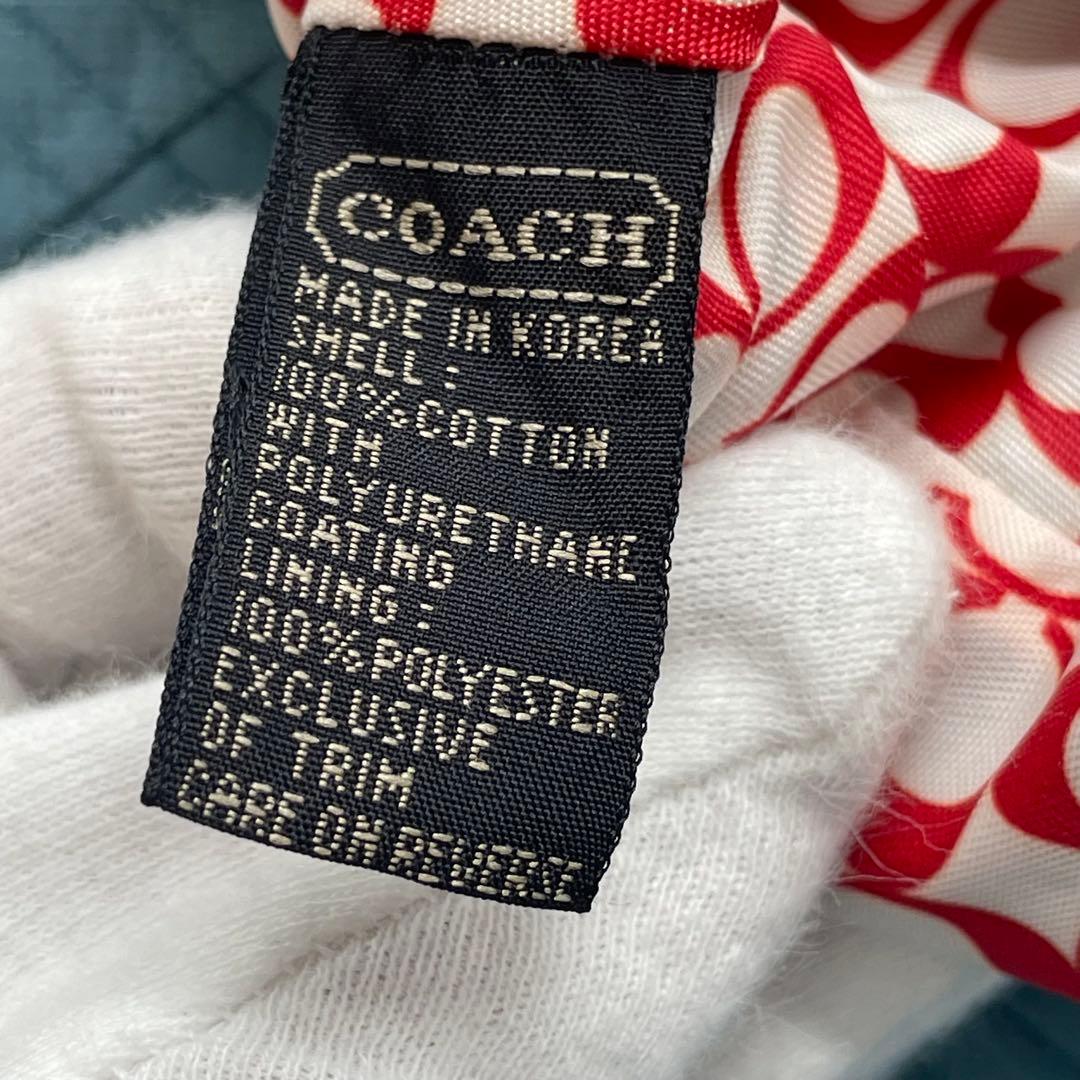 COACH
MADE IN KOREA
SHELL:
100%COTTON
WITH
POLYURETHANE
COATING
LINING:
100%POLYESTER
EXCLUSIVE
OF TRIM
CARE ON REVERSE